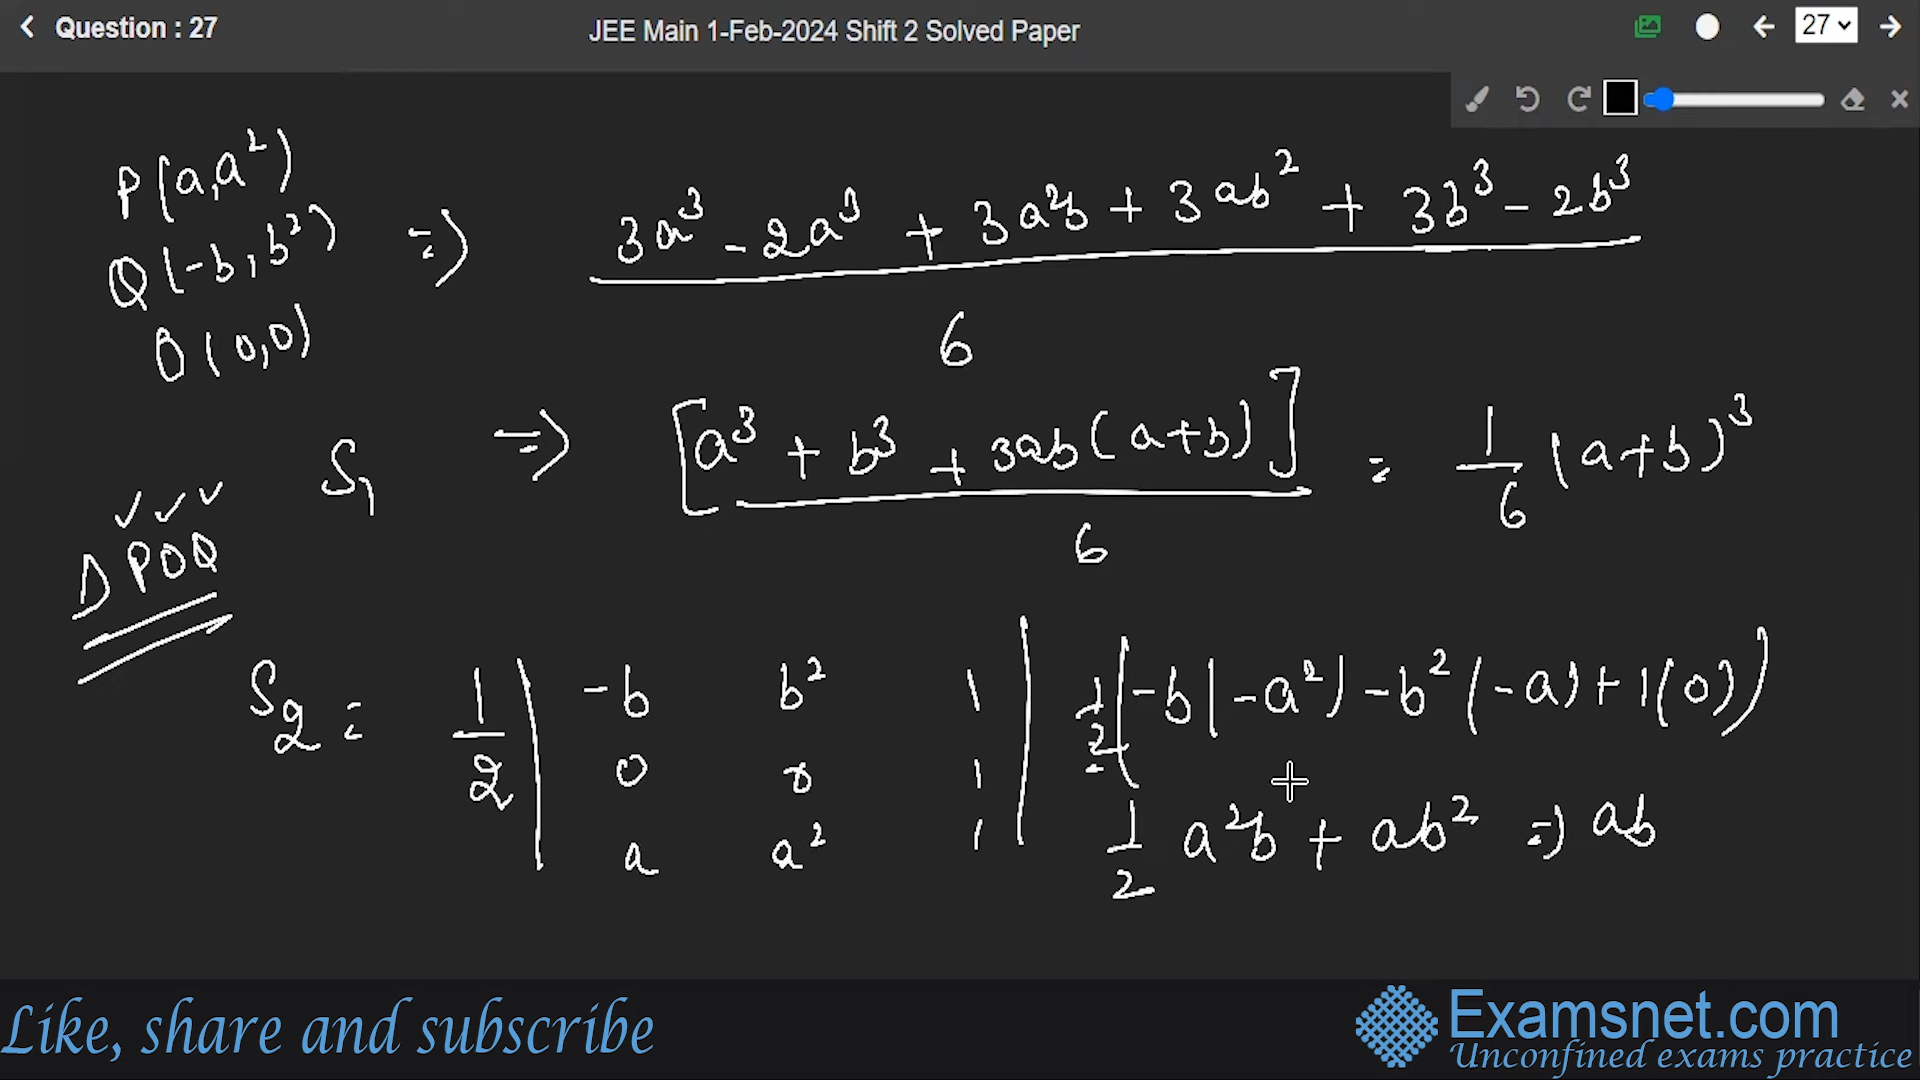 Question : 27
JEE Main 1-Feb-2024 Shift 2 Solved Paper
27
P(a,a²)
Q(-b,b²) ⇒ (3a³ - 2a³ + 3a²b + 3ab² + 3b³ - 2b³)/6
O(0,0)
S₁ ⇒ [a³ + b³ + 3ab(a+b)]/6 = 1/6 (a+b)³
✓✓✓
Δ POQ
S₂ = 1/2 | -b b² 1 | 1/2 (-b(-a²) - b²(-a) + 1(0))
0 0 1
a a² 1 | 1/2 a²b + ab² ⇒ ab
Like, share and subscribe
Examsnet.com
Unconfined exams practice